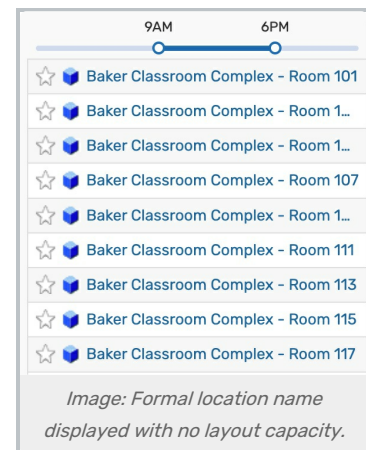 9AM 6PM
Baker Classroom Complex - Room 101
Baker Classroom Complex - Room 1...
Baker Classroom Complex - Room 1...
Baker Classroom Complex - Room 107
Baker Classroom Complex - Room 1...
Baker Classroom Complex - Room 111
Baker Classroom Complex - Room 113
Baker Classroom Complex - Room 115
Baker Classroom Complex - Room 117
Image: Formal location name
displayed with no layout capacity.